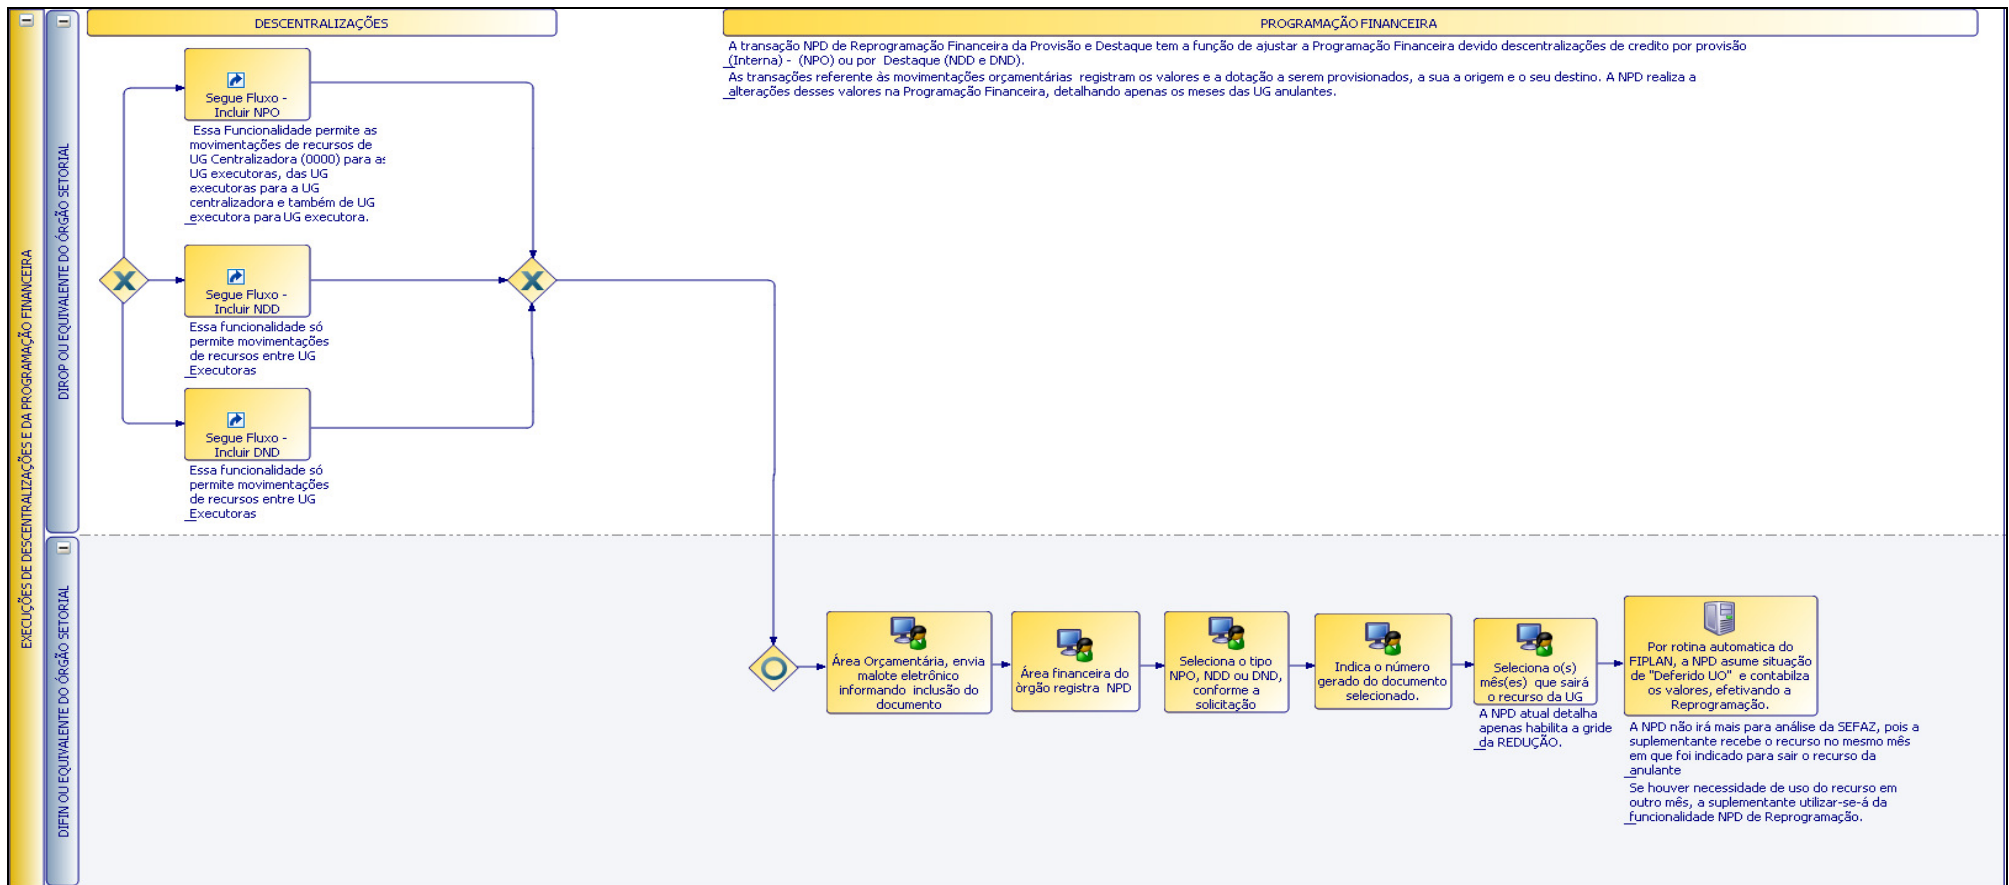 EXECUÇÕES DE DESCENTRALIZAÇÕES E DA PROGRAMAÇÃO FINANCEIRA
DIROP OU EQUIVALENTE DO ÓRGÃO SETORIAL
DESCENTRALIZAÇÕES
PROGRAMAÇÃO FINANCEIRA
A transação NPD de Reprogramação Financeira da Provisão e Destaque tem a função de ajustar a Programação Financeira devido descentralizações de credito por provisão
(Interna) - (NPO) ou por Destaque (NDD e DND).
As transações referente às movimentações orçamentárias registram os valores e a dotação a serem provisionados, a sua a origem e o seu destino. A NPD realiza a
alterações desses valores na Programação Financeira, detalhando apenas os meses das UG anulantes.
Segue Fluxo -
Incluir NPO
Essa Funcionalidade permite as
movimentações de recursos de
UG Centralizadora (0000) para as
UG executoras, das UG
executoras para a UG
centralizadora e também de UG
executora para UG executora.
Segue Fluxo -
Incluir NDD
Essa funcionalidade só
permite movimentações
de recursos entre UG
Executoras
Segue Fluxo -
Incluir DND
Essa funcionalidade só
permite movimentações
de recursos entre UG
Executoras
DIFIN OU EQUIVALENTE DO ÓRGÃO SETORIAL
Área Orçamentária, envia
malote eletrônico
informando inclusão do
documento
Área financeira do
òrgão registra NPD
Seleciona o tipo
NPO, NDD ou DND,
conforme a
solicitação
Indica o número
gerado do documento
selecionado.
Seleciona o(s)
mês(es) que sairá
o recurso da UG
A NPD atual detalha
apenas habilita a gride
da REDUÇÃO.
Por rotina automatica do
FIPLAN, a NPD assume situação
de "Deferido UO" e contabilza
os valores, efetivando a
Reprogramação.
A NPD não irá mais para análise da SEFAZ, pois a
suplementante recebe o recurso no mesmo mês
em que foi indicado para sair o recurso da
anulante
Se houver necessidade de uso do recurso em
outro mês, a suplementante utilizar-se-á da
funcionalidade NPD de Reprogramação.